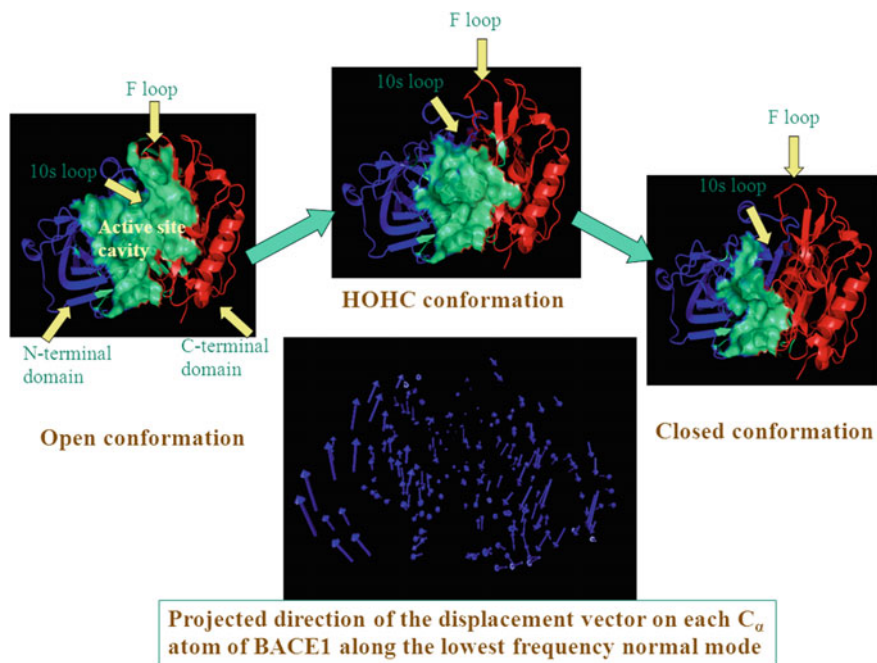 F loop
10s loop
Active site
cavity
N-terminal
domain
C-terminal
domain
Open conformation
F loop
10s loop
HOHC conformation
F loop
10s loop
Closed conformation
Projected direction of the displacement vector on each Cα
atom of BACE1 along the lowest frequency normal mode